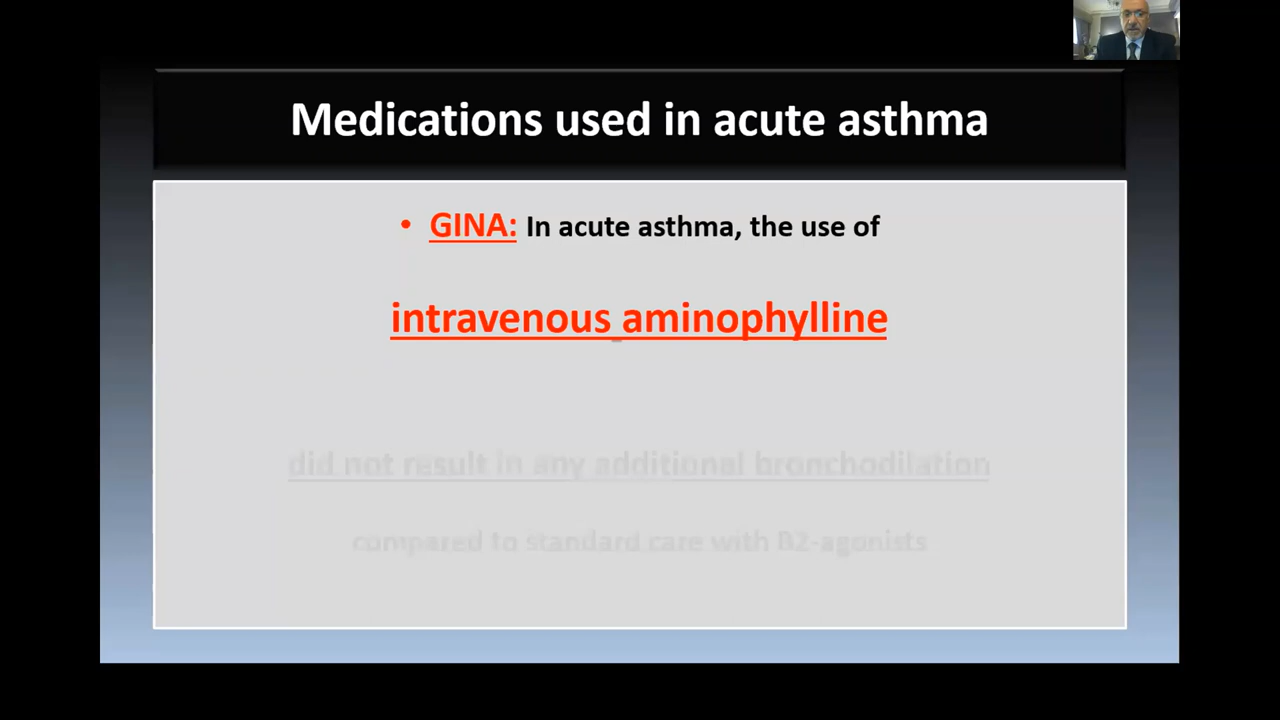 Medications used in acute asthma
• GINA: In acute asthma, the use of
intravenous aminophylline
did not result in any additional bronchodilation
compared to standard care with B2-agonists